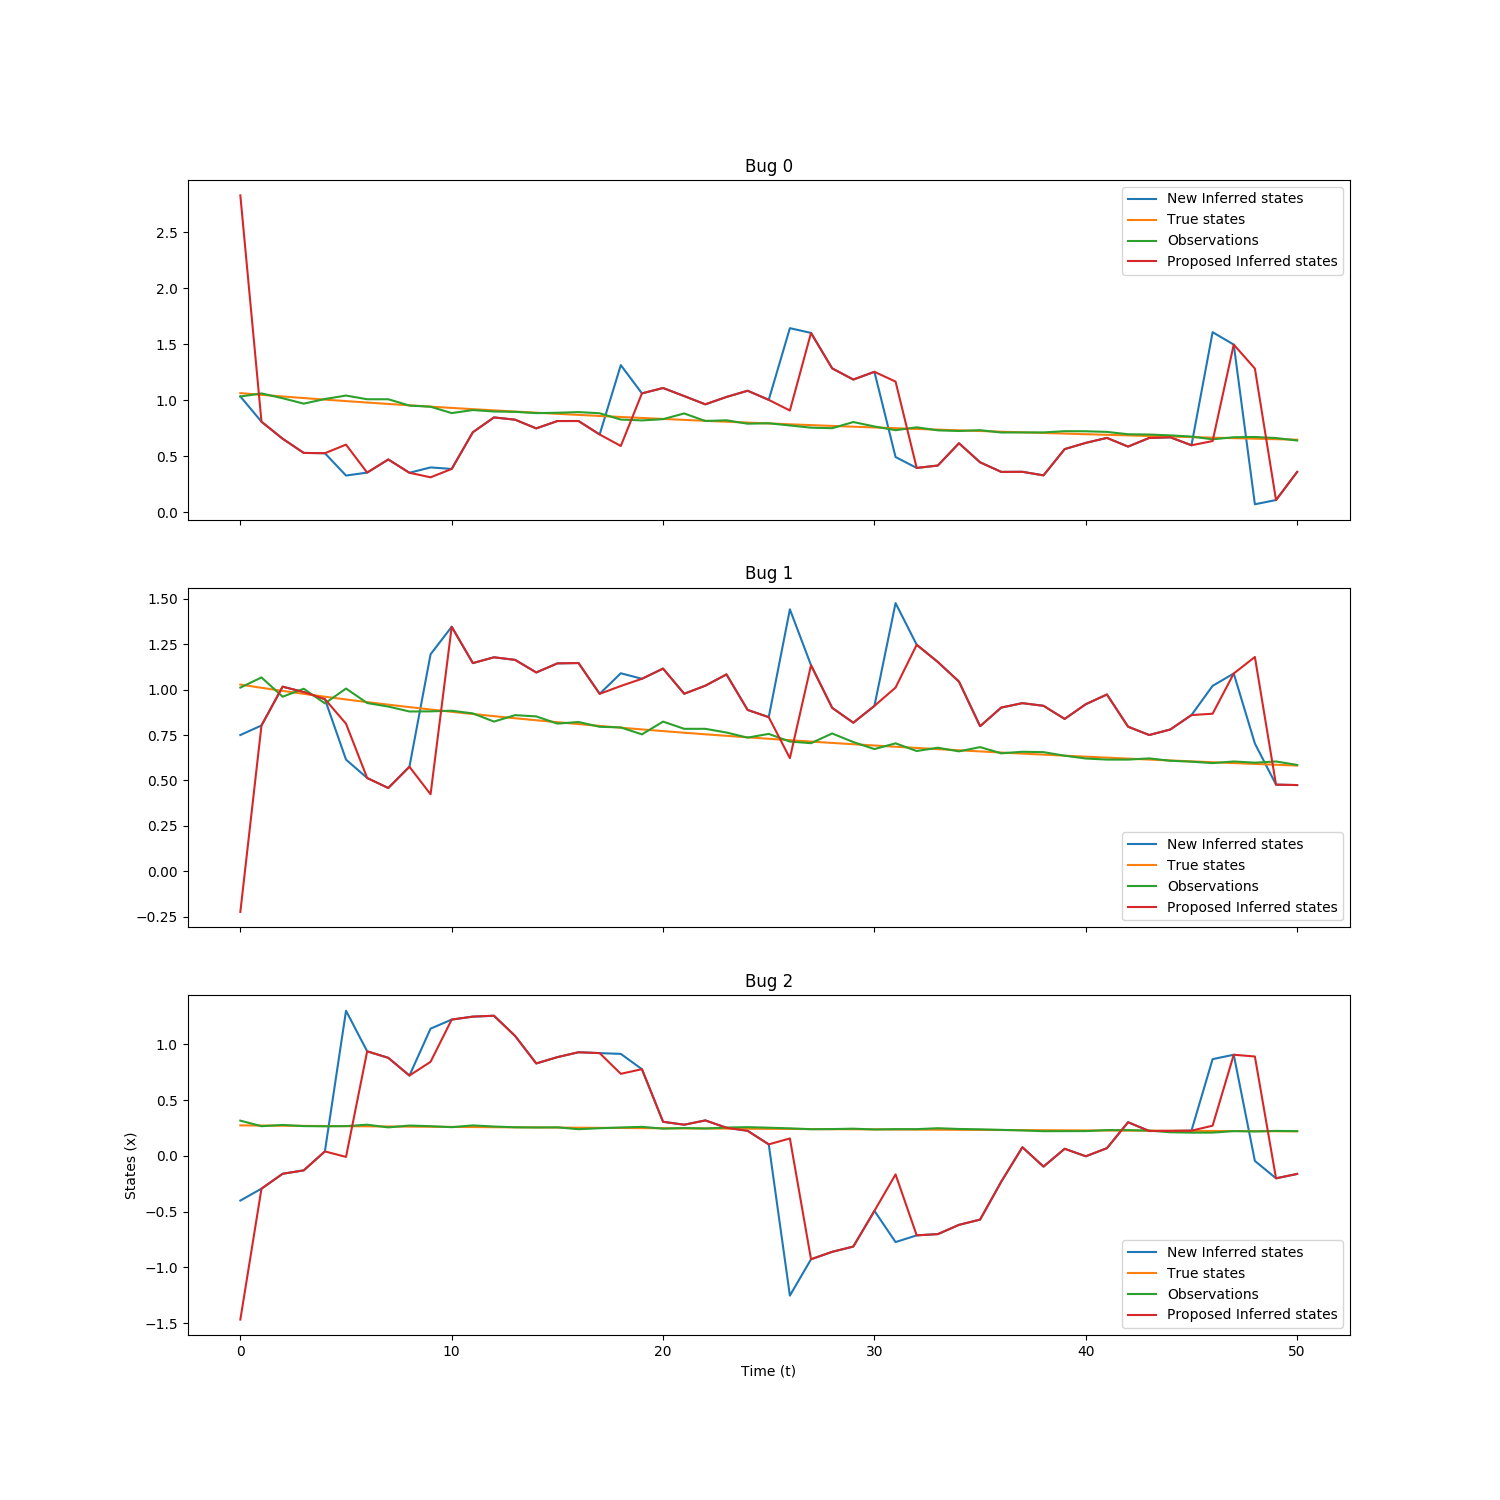 Bug 0
2.5
2.0
1.5
1.0
0.5
0.0
New Inferred states
True states
Observations
Proposed Inferred states
Bug 1
1.50
1.25
1.00
0.75
0.50
0.25
0.00
−0.25
New Inferred states
True states
Observations
Proposed Inferred states
Bug 2
States (x)
1.0
0.5
0.0
−0.5
−1.0
−1.5
New Inferred states
True states
Observations
Proposed Inferred states
0 10 20 30 40 50
Time (t)